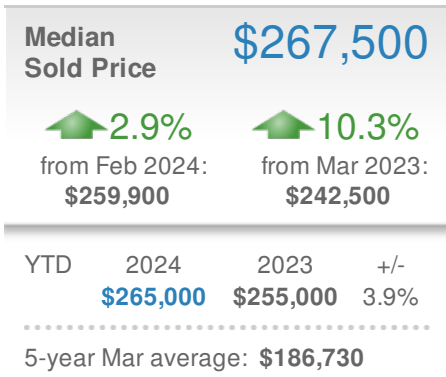 Median
Sold Price
$267,500
2.9%
from Feb 2024:
$259,900
10.3%
from Mar 2023:
$242,500
YTD 2024 2023 +/-
$265,000 $255,000 3.9%
5-year Mar average: $186,730